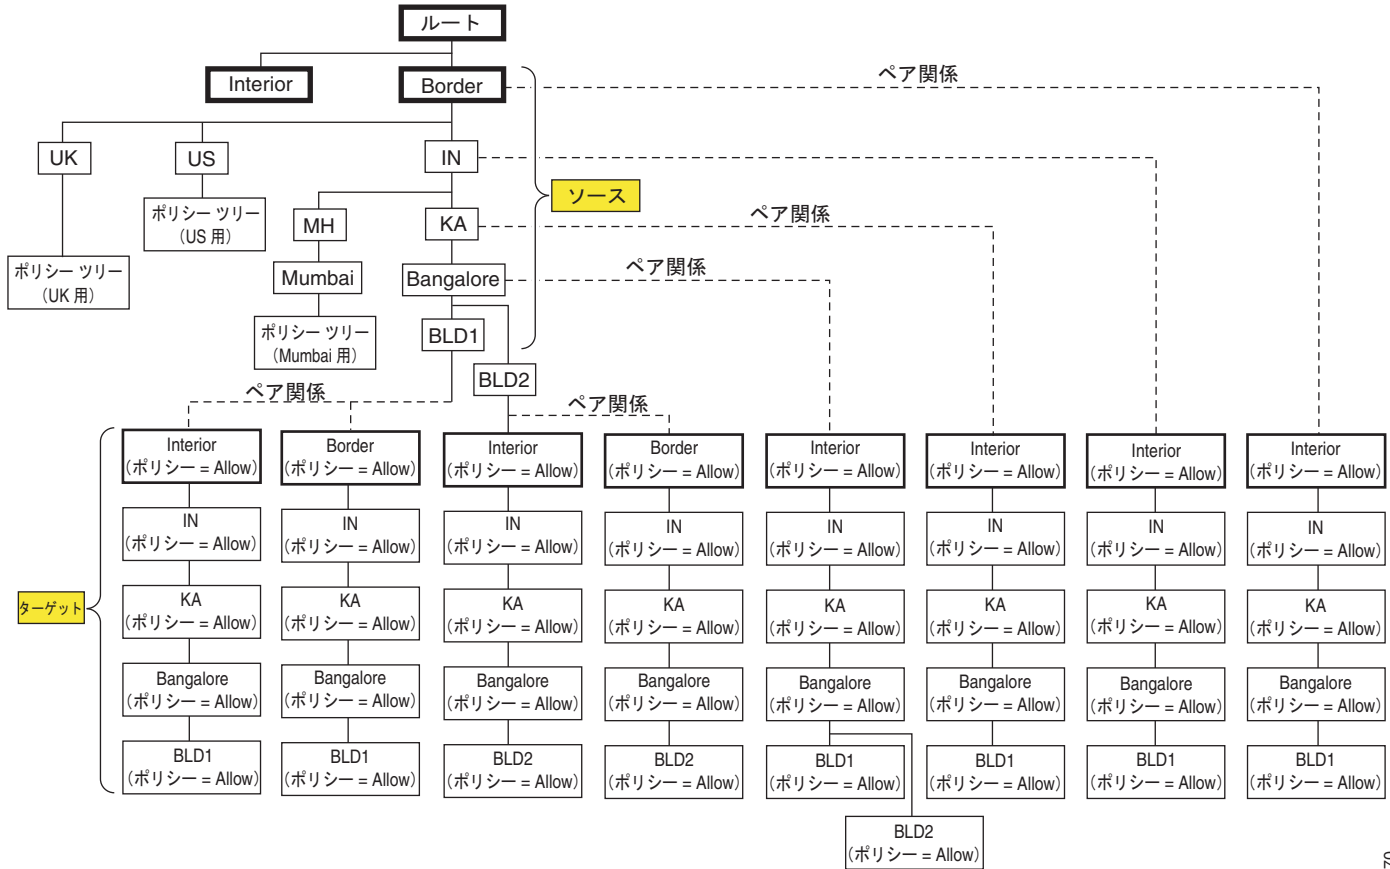 ルート
Interior
Border
ペア関係
UK
US
IN
ソース
ポリシー ツリー
(US 用)
MH
KA
ペア関係
ポリシー ツリー
(UK 用)
Mumbai
Bangalore
ペア関係
ポリシー ツリー
(Mumbai 用)
BLD1
BLD2
ペア関係
ペア関係
ターゲット
Interior
(ポリシー = Allow)
IN
(ポリシー = Allow)
KA
(ポリシー = Allow)
Bangalore
(ポリシー = Allow)
BLD1
(ポリシー = Allow)
Border
(ポリシー = Allow)
IN
(ポリシー = Allow)
KA
(ポリシー = Allow)
Bangalore
(ポリシー = Allow)
BLD1
(ポリシー = Allow)
Interior
(ポリシー = Allow)
IN
(ポリシー = Allow)
KA
(ポリシー = Allow)
Bangalore
(ポリシー = Allow)
BLD2
(ポリシー = Allow)
Border
(ポリシー = Allow)
IN
(ポリシー = Allow)
KA
(ポリシー = Allow)
Bangalore
(ポリシー = Allow)
BLD2
(ポリシー = Allow)
Interior
(ポリシー = Allow)
IN
(ポリシー = Allow)
KA
(ポリシー = Allow)
Bangalore
(ポリシー = Allow)
BLD1
(ポリシー = Allow)
BLD2
(ポリシー = Allow)
Interior
(ポリシー = Allow)
IN
(ポリシー = Allow)
KA
(ポリシー = Allow)
Bangalore
(ポリシー = Allow)
BLD1
(ポリシー = Allow)
Interior
(ポリシー = Allow)
IN
(ポリシー = Allow)
KA
(ポリシー = Allow)
Bangalore
(ポリシー = Allow)
BLD1
(ポリシー = Allow)
Interior
(ポリシー = Allow)
IN
(ポリシー = Allow)
KA
(ポリシー = Allow)
Bangalore
(ポリシー = Allow)
BLD1
(ポリシー = Allow)